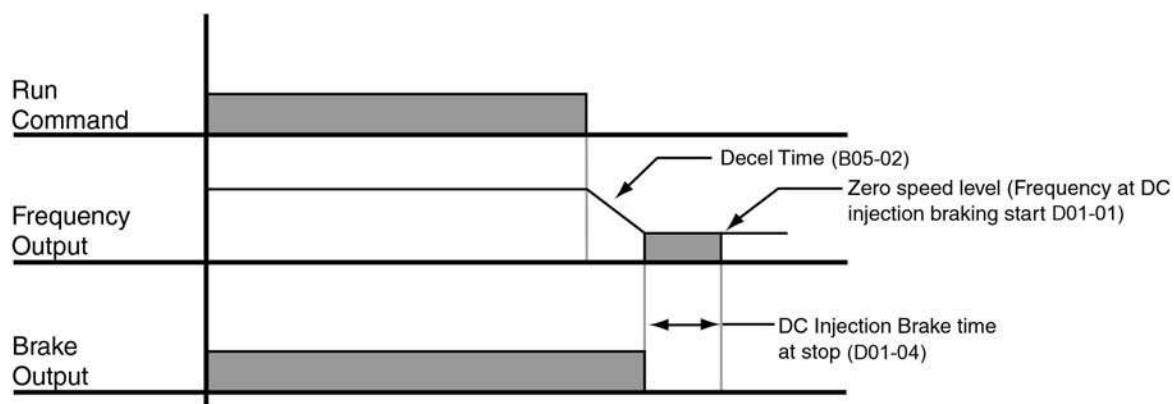 Run
Command
Decel Time (B05-02)
Zero speed level (Frequency at DC
injection braking start D01-01)
Frequency
Output
DC Injection Brake time
at stop (D01-04)
Brake
Output